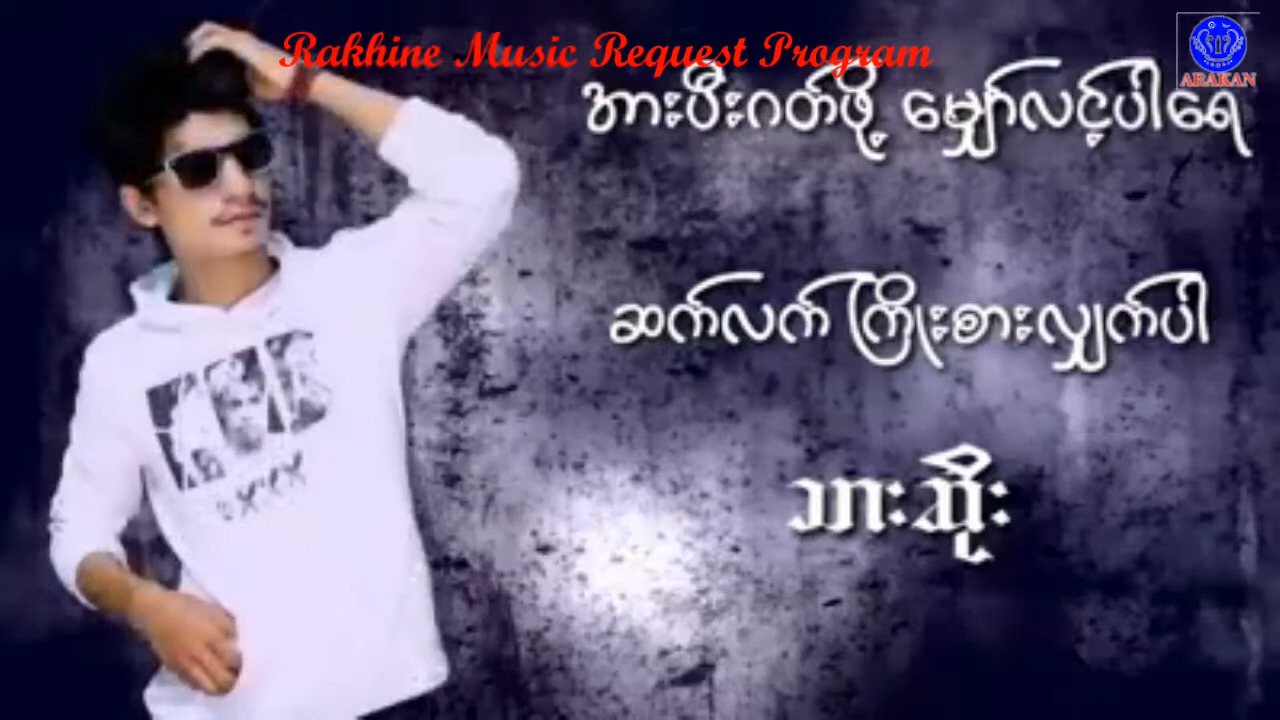 Rakhine Music Request Program
ARAKAN
အားပီးဂတ်ဖို့ မျှော်လင့်ပါရေ
ဆက်လက် ကြိုးစားလျှက်ပါ
သားဆိုး